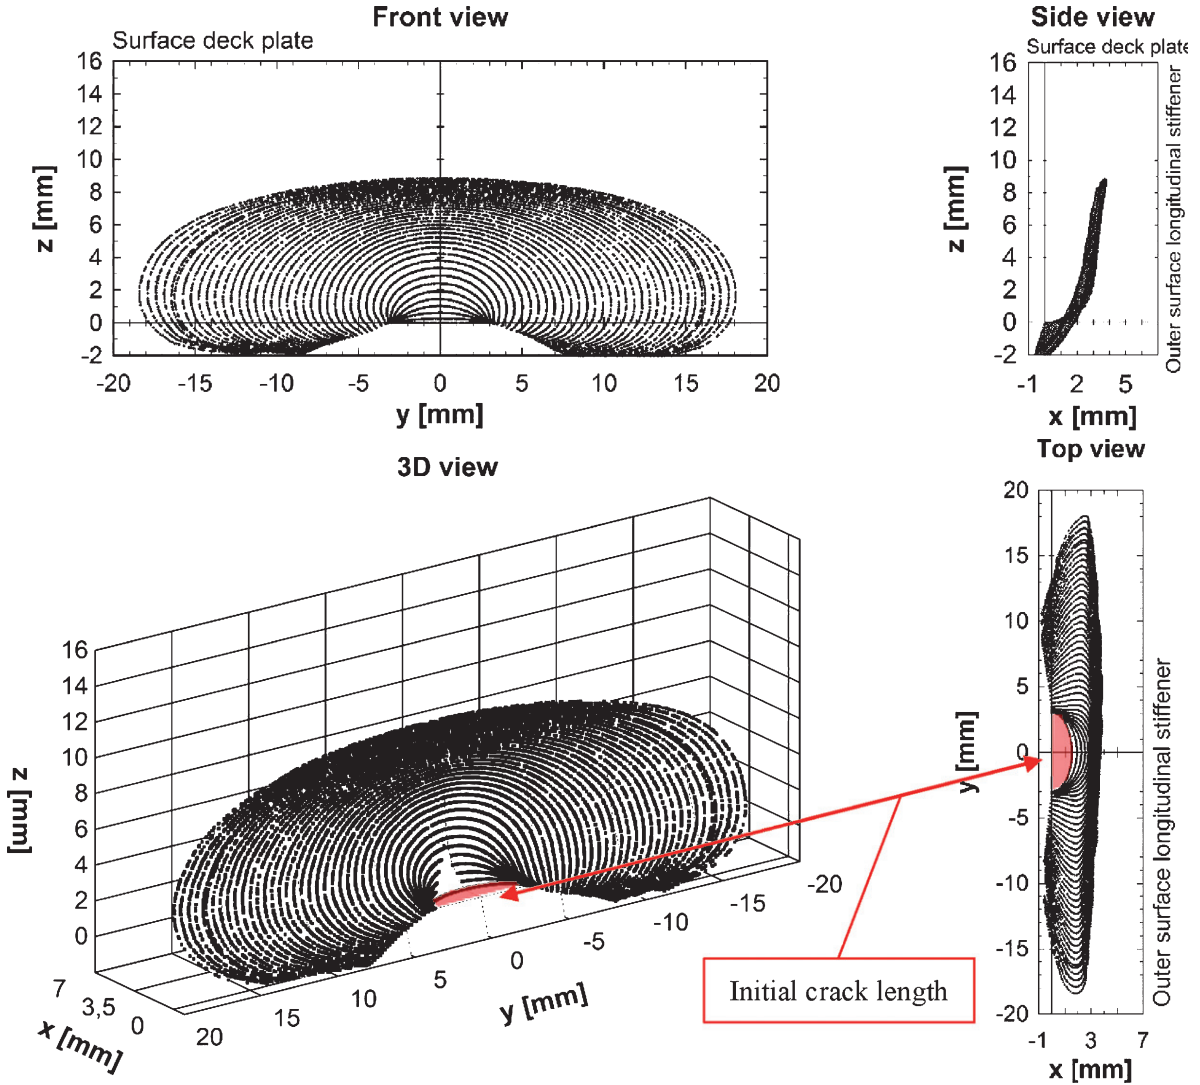 Front view
Surface deck plate
16
14
12
10
8
6
4
2
0
-2
z [mm]
-20 -15 -10 -5 0 5 10 15 20
y [mm]
Side view
Surface deck plate
16
14
12
10
8
4
2
0
-2
z [mm]
Outer surface longitudinal stiffener
-1 2 5
x [mm]
3D view
16
14
12
10
8
6
4
2
0
z [mm]
7
3,5
0
x [mm]
20 15 10 5 0 -5 -10 -15 -20
y [mm]
Top view
20
15
10
5
0
-5
-10
-15
-20
y [mm]
Outer surface longitudinal stiffener
-1 3 7
x [mm]
Initial crack length